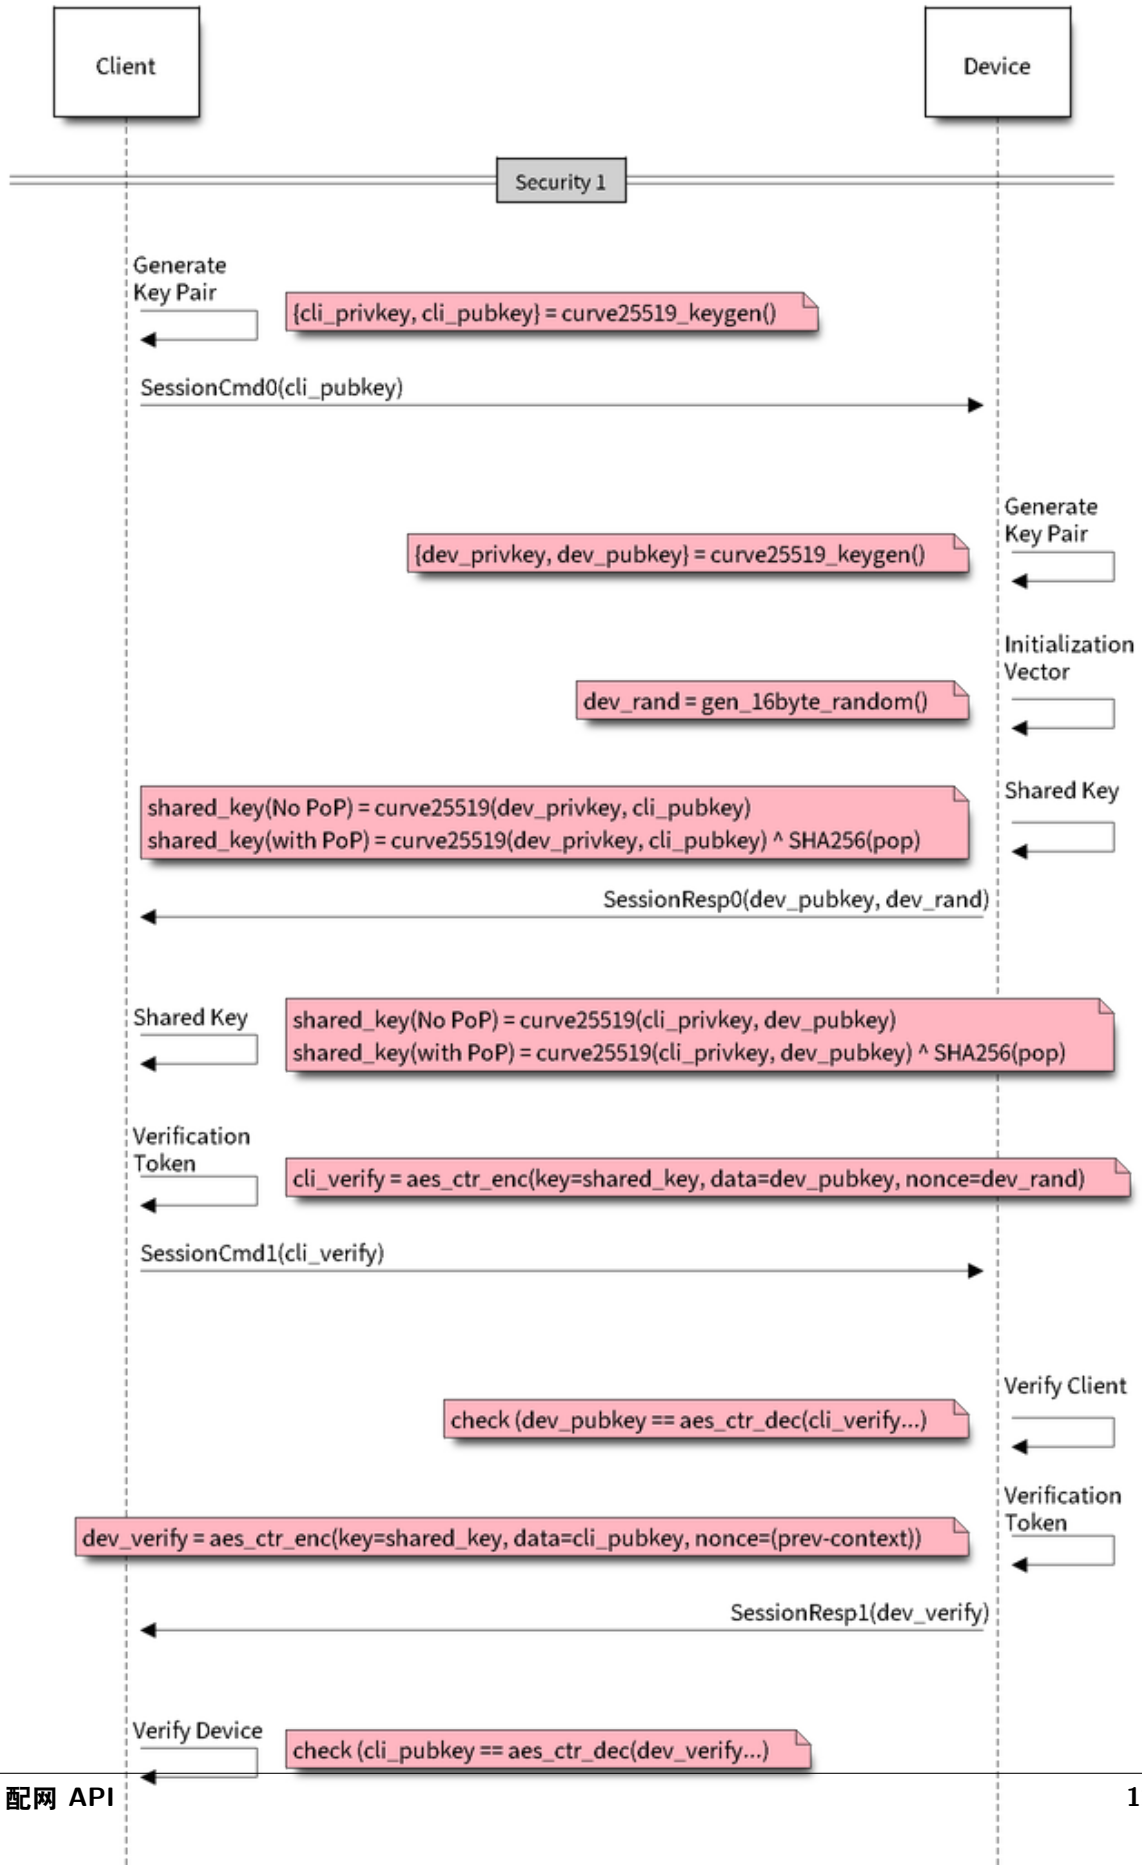 Client
Device
Security 1
Generate
Key Pair
{cli_privkey, cli_pubkey} = curve25519_keygen()
SessionCmd0(cli_pubkey)
Generate
Key Pair
{dev_privkey, dev_pubkey} = curve25519_keygen()
Initialization
Vector
dev_rand = gen_16byte_random()
Shared Key
shared_key(No PoP) = curve25519(dev_privkey, cli_pubkey)
shared_key(with PoP) = curve25519(dev_privkey, cli_pubkey) ^ SHA256(pop)
SessionResp0(dev_pubkey, dev_rand)
Shared Key
shared_key(No PoP) = curve25519(cli_privkey, dev_pubkey)
shared_key(with PoP) = curve25519(cli_privkey, dev_pubkey) ^ SHA256(pop)
Verification
Token
cli_verify = aes_ctr_enc(key=shared_key, data=dev_pubkey, nonce=dev_rand)
SessionCmd1(cli_verify)
Verify Client
check (dev_pubkey == aes_ctr_dec(cli_verify...)
Verification
Token
dev_verify = aes_ctr_enc(key=shared_key, data=cli_pubkey, nonce=(prev-context))
SessionResp1(dev_verify)
Verify Device
check (cli_pubkey == aes_ctr_dec(dev_verify...)
配网 API 1